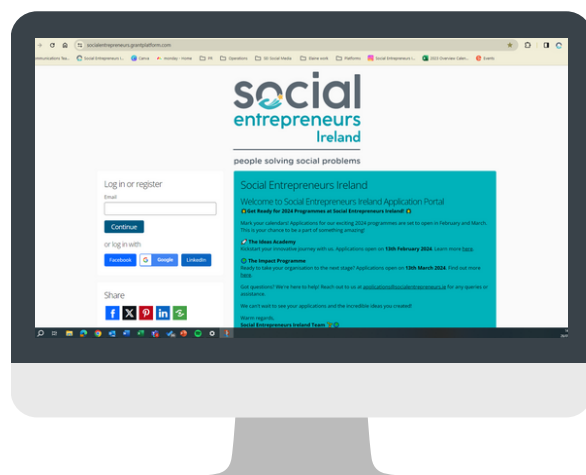 socialentrepreneurs.grantplatform.com
Social Entrepreneurs I... Canva monday - Home HR Operations SEI Social Media Platforms Social Entrepreneurs I... 2023 Overview Calen... Events
social
entrepreneurs
Ireland
people solving social problems
Log in or register
Email
Continue
or log in with
Facebook Google LinkedIn
Share
Social Entrepreneurs Ireland
Welcome to Social Entrepreneurs Ireland Application Portal
Get Ready for 2024 Programmes at Social Entrepreneurs Ireland!
Mark your calendars! Applications for our exciting 2024 programmes are set to open in February and March.
This is your chance to be a part of something amazing!
The Ideas Academy
Kickstart your innovative journey with us. Applications open on 13th February 2024. Learn more here.
The Impact Programme
Ready to take your organisation to the next stage? Applications open on 13th March 2024. Find out more
here.
Got questions? We're here to help! Reach out to us at applications@socialentrepreneurs.ie for any queries or
assistance.
We can't wait to see your applications and the incredible ideas you created!
Warm regards,
Social Entrepreneurs Ireland Team